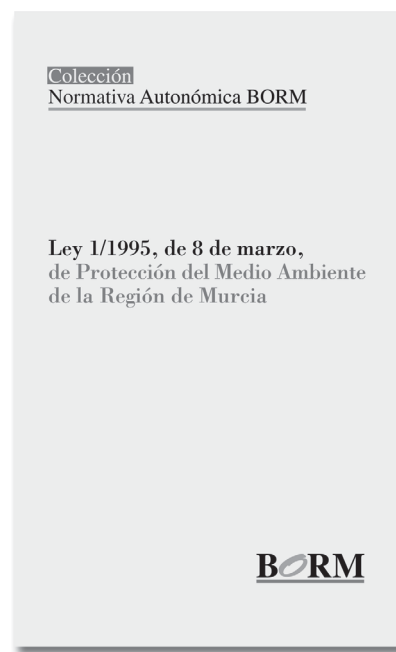 Colección
Normativa Autonómica BORM
Ley 1/1995, de 8 de marzo,
de Protección del Medio Ambiente
de la Región de Murcia
BORM